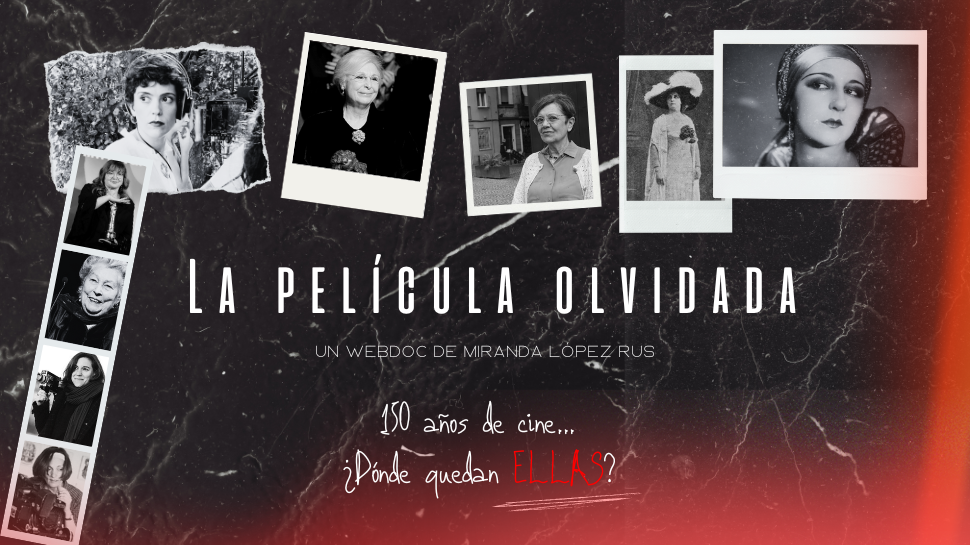 La película olvidada
UN WEBDOC DE MIRANDA LÓPEZ RUS
150 años de cine...
¿Dónde quedan ELLAS?